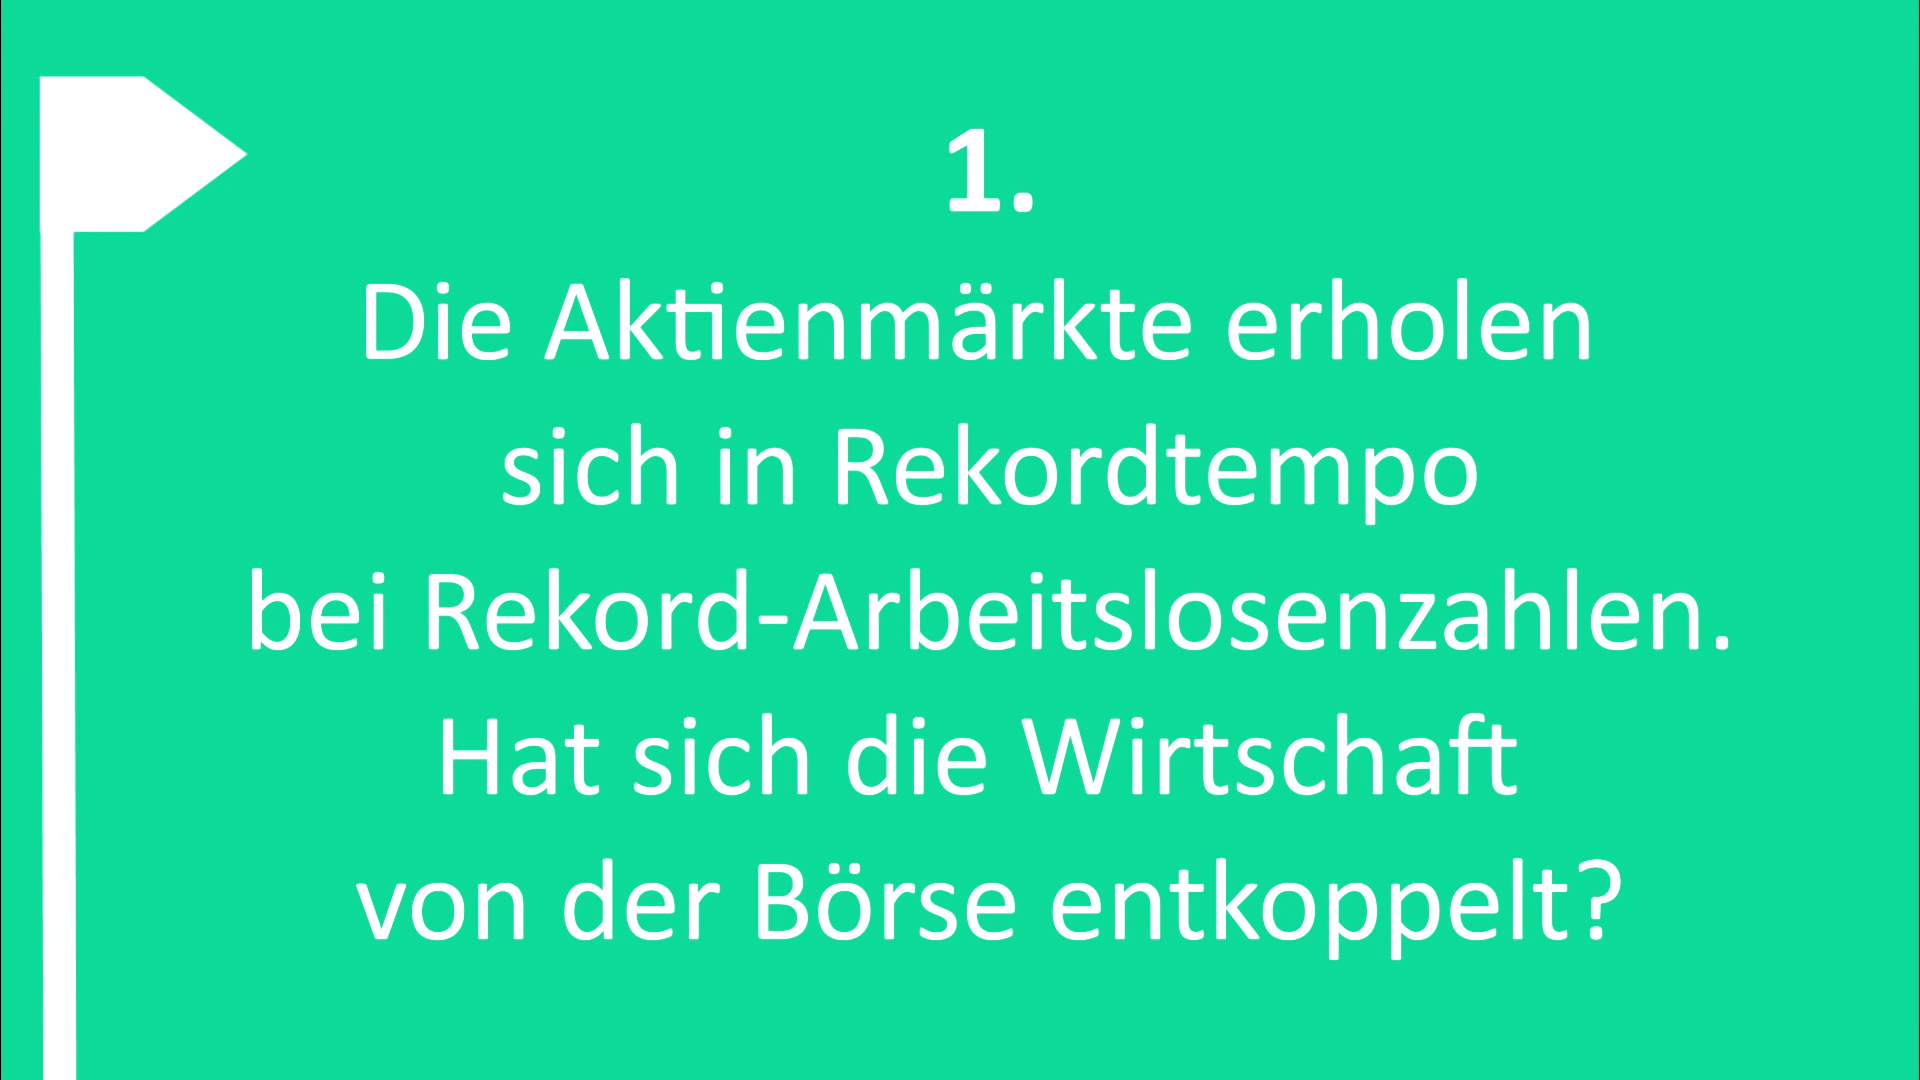 1.
Die Aktienmärkte erholen
sich in Rekordtempo
bei Rekord-Arbeitslosenzahlen.
Hat sich die Wirtschaft
von der Börse entkoppelt?